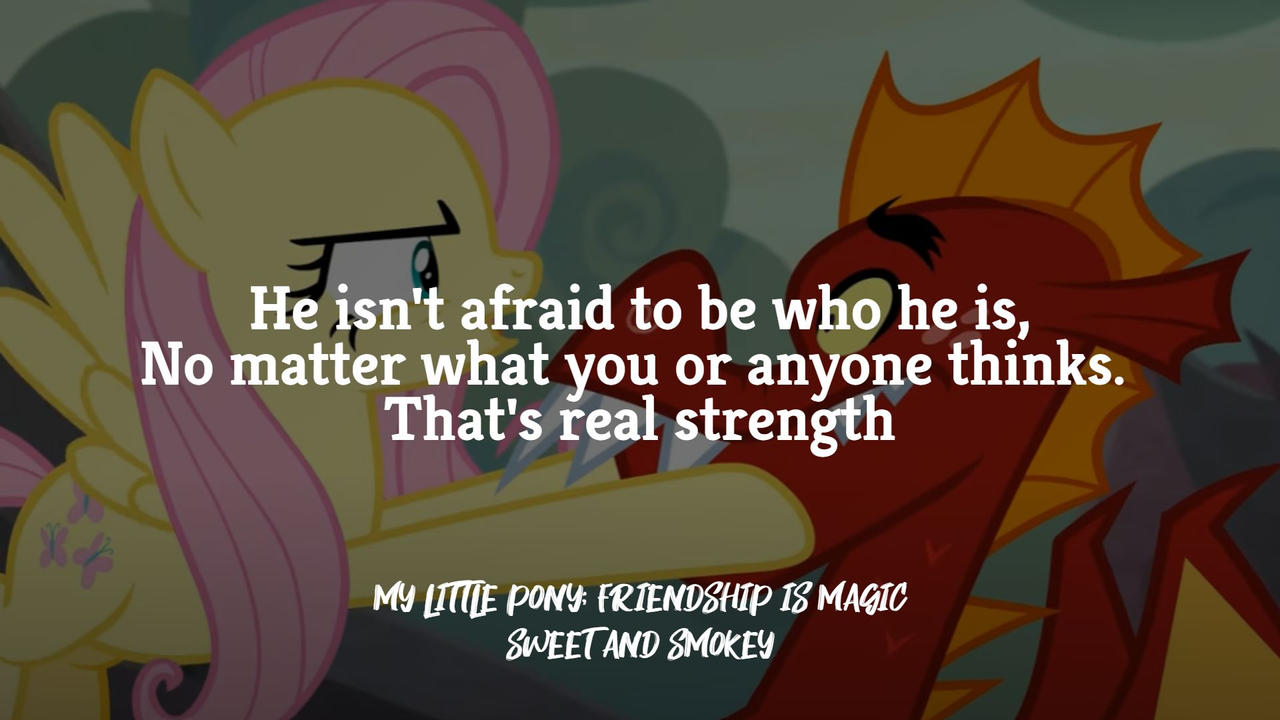 He isn't afraid to be who he is,
No matter what you or anyone thinks.
That's real strength
MY LITTLE PONY: FRIENDSHIP IS MAGIC
SWEET AND SMOKEY